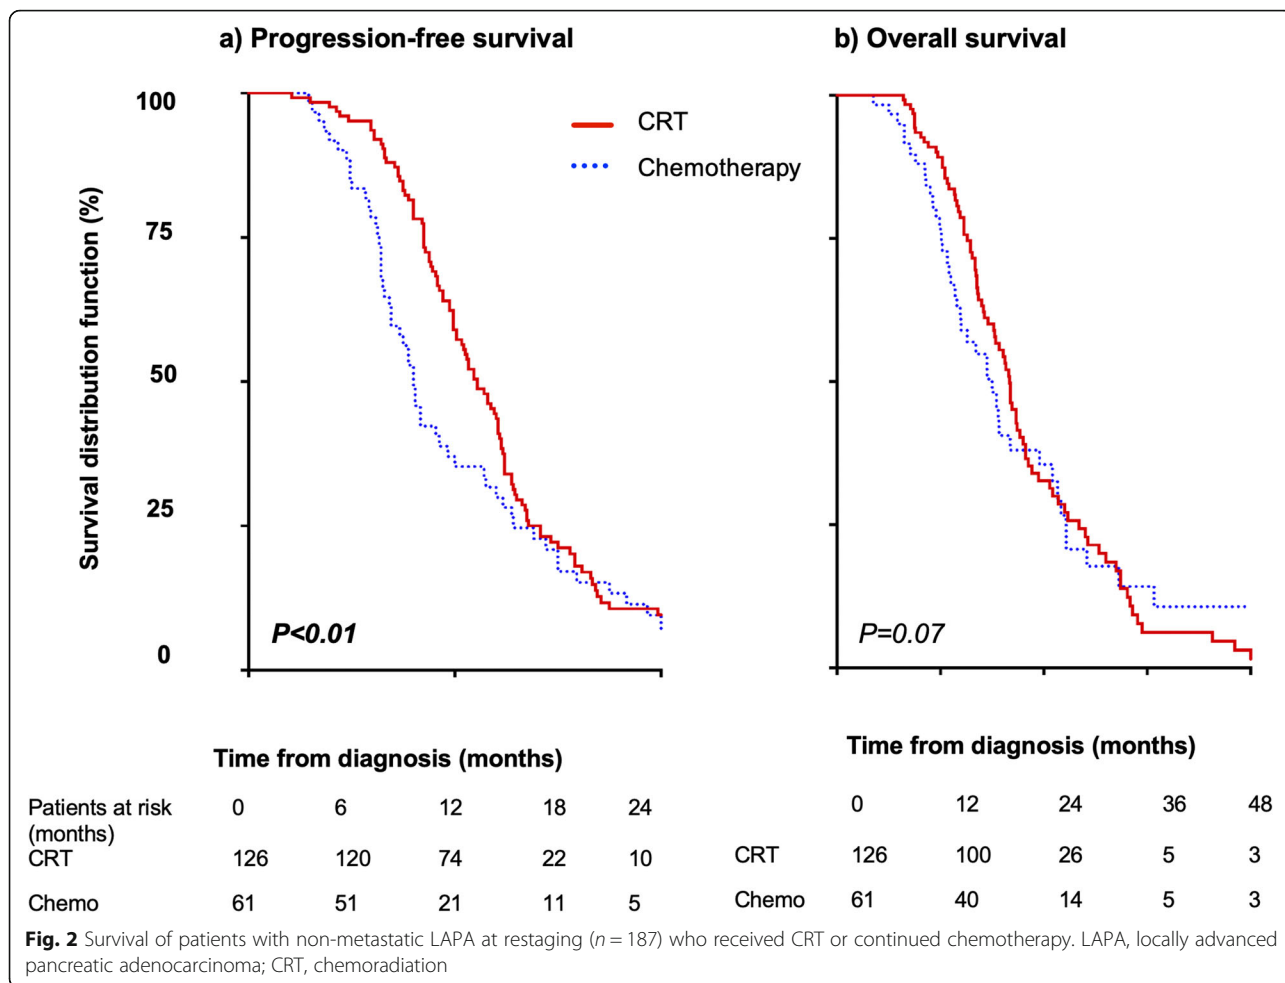 a) Progression-free survival
b) Overall survival
100
75
50
25
0
Survival distribution function (%)
CRT
Chemotherapy
P<0.01
P=0.07
Time from diagnosis (months)
Patients at risk (months) 0 6 12 18 24
CRT 126 120 74 22 10
Chemo 61 51 21 11 5
Time from diagnosis (months)
0 12 24 36 48
CRT 126 100 26 5 3
Chemo 61 40 14 5 3
Fig. 2 Survival of patients with non-metastatic LAPA at restaging (n = 187) who received CRT or continued chemotherapy. LAPA, locally advanced
pancreatic adenocarcinoma; CRT, chemoradiation